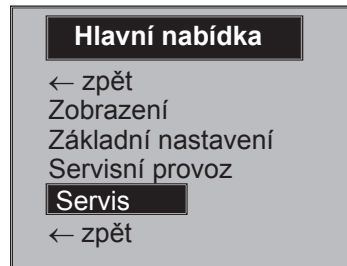 Hlavní nabídka
← zpět
Zobrazení
Základní nastavení
Servisní provoz
Servis
← zpět